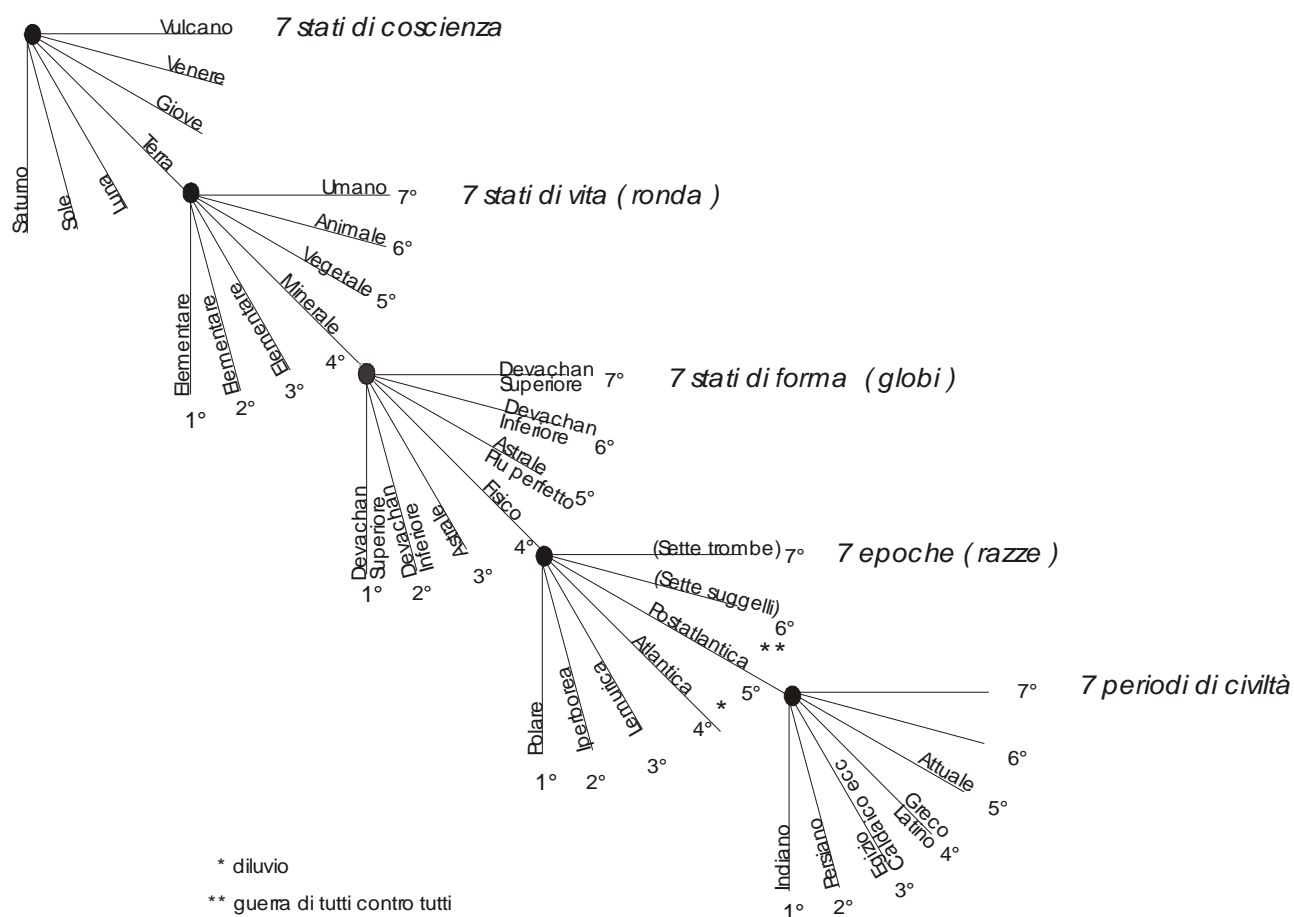 Vulcano
7 stati di coscienza
Venere
Giove
Terra
Saturno
Sole
Luna
Umano
7°
7 stati di vita ( ronda )
Animale
6°
Vegetale
5°
Minerale
4°
Elementare
1°
Elementare
2°
Elementare
3°
Devachan
Superiore
7°
7 stati di forma ( globi )
Devachan
Inferiore
6°
Astrale
Piu perfetto
5°
Fisico
4°
Devachan
Superiore
1°
Devachan
Inferiore
2°
Astrale
3°
(Sette trombe)
7°
7 epoche ( razze )
(Sette suggelli)
6°
Postatlantica
**
5°
Atlantica
*
4°
Polare
1°
Iperborea
2°
Lemurica
3°
7°
7 periodi di civiltà
6°
Attuale
5°
Greco
Latino
4°
Indiano
1°
Persiano
2°
Egizio
Caldaico ecc
3°
* diluvio
** guerra di tutti contro tutti